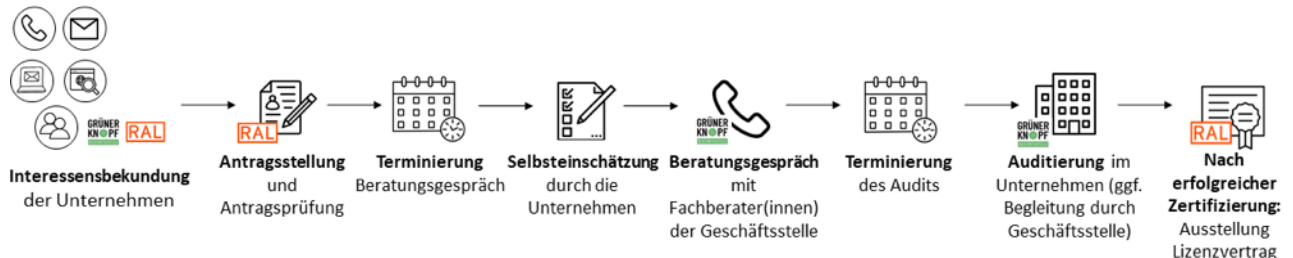 GRÜNER
KNOPF
RAL
Interessensbekundung
der Unternehmen
RAL
Antragsstellung
und
Antragsprüfung
Terminierung
Beratungsgespräch
Selbsteinschätzung
durch die
Unternehmen
GRÜNER
KNOPF
Beratungsgespräch
mit
Fachberater(innen)
der Geschäftsstelle
Terminierung
des Audits
GRÜNER
KNOPF
Auditierung im
Unternehmen (ggf.
Begleitung durch
Geschäftsstelle)
RAL
Nach
erfolgreicher
Zertifizierung:
Ausstellung
Lizenzvertrag